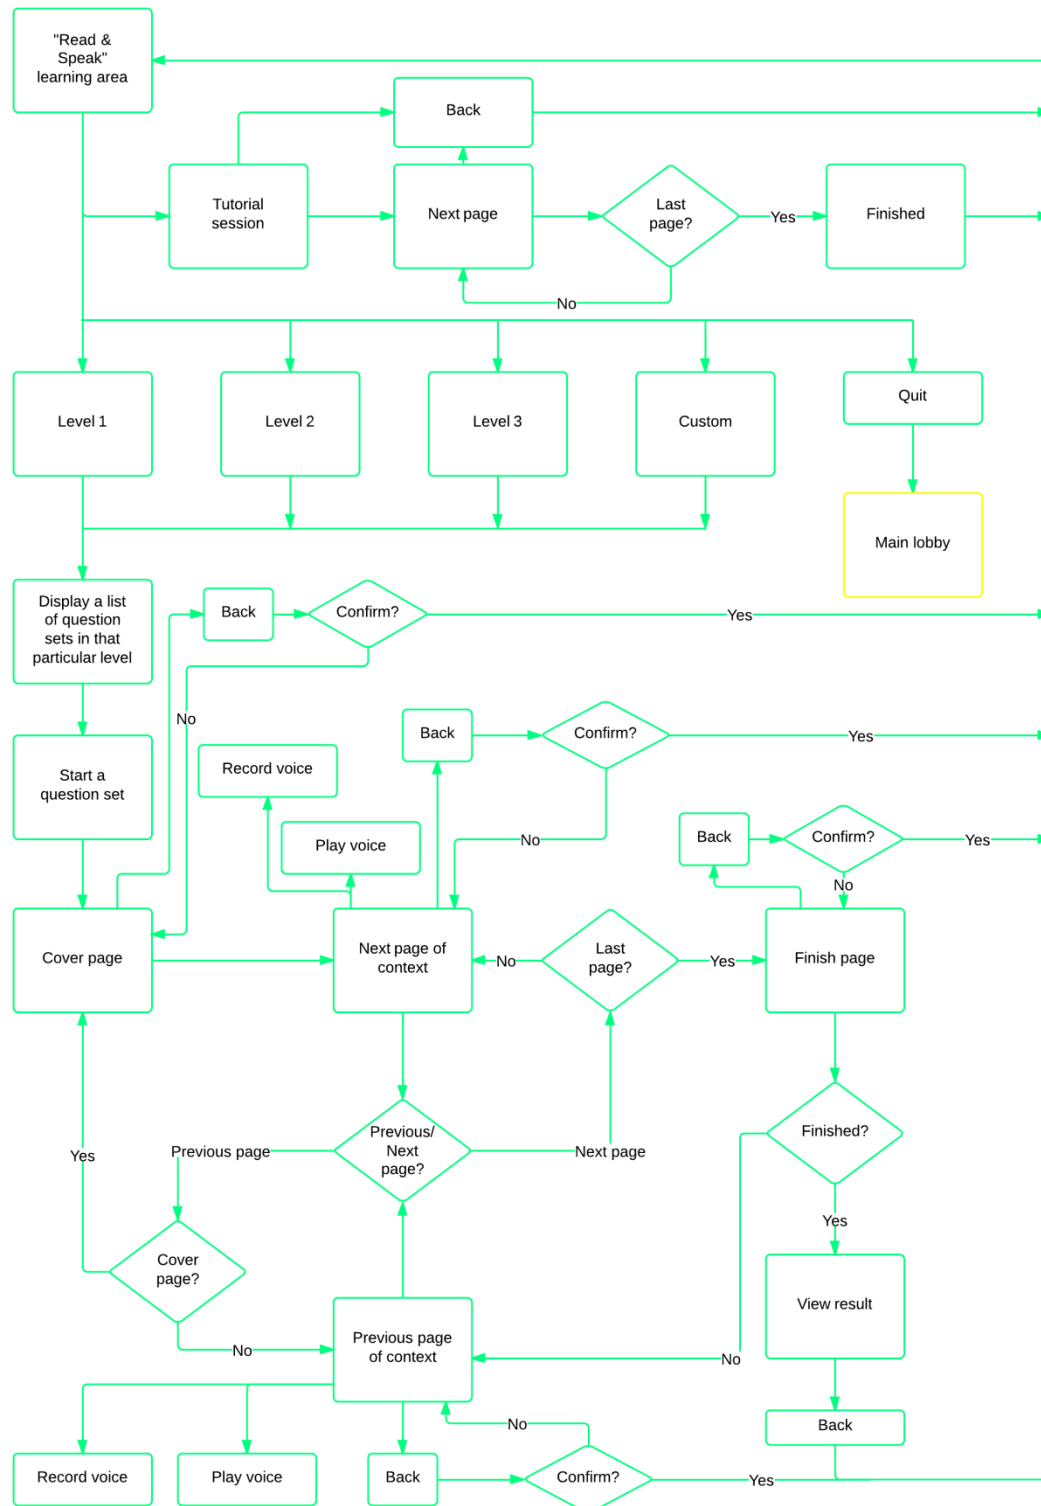 "Read &
Speak"
learning area
Back
Tutorial
session
Next page
Last
page?
Yes
Finished
No
Level 1
Level 2
Level 3
Custom
Quit
Main lobby
Display a list
of question
sets in that
particular level
Back
Confirm?
Yes
No
Start a
question set
Back
Confirm?
Yes
Record voice
Play voice
No
Back
Confirm?
Yes
No
Cover page
Next page of
context
No
Last
page?
Yes
Finish page
Previous page
Previous/
Next
page?
Next page
Finished?
Yes
Yes
Cover
page?
No
Previous page
of context
No
View result
Record voice
Play voice
Back
No
Confirm?
Yes
Back